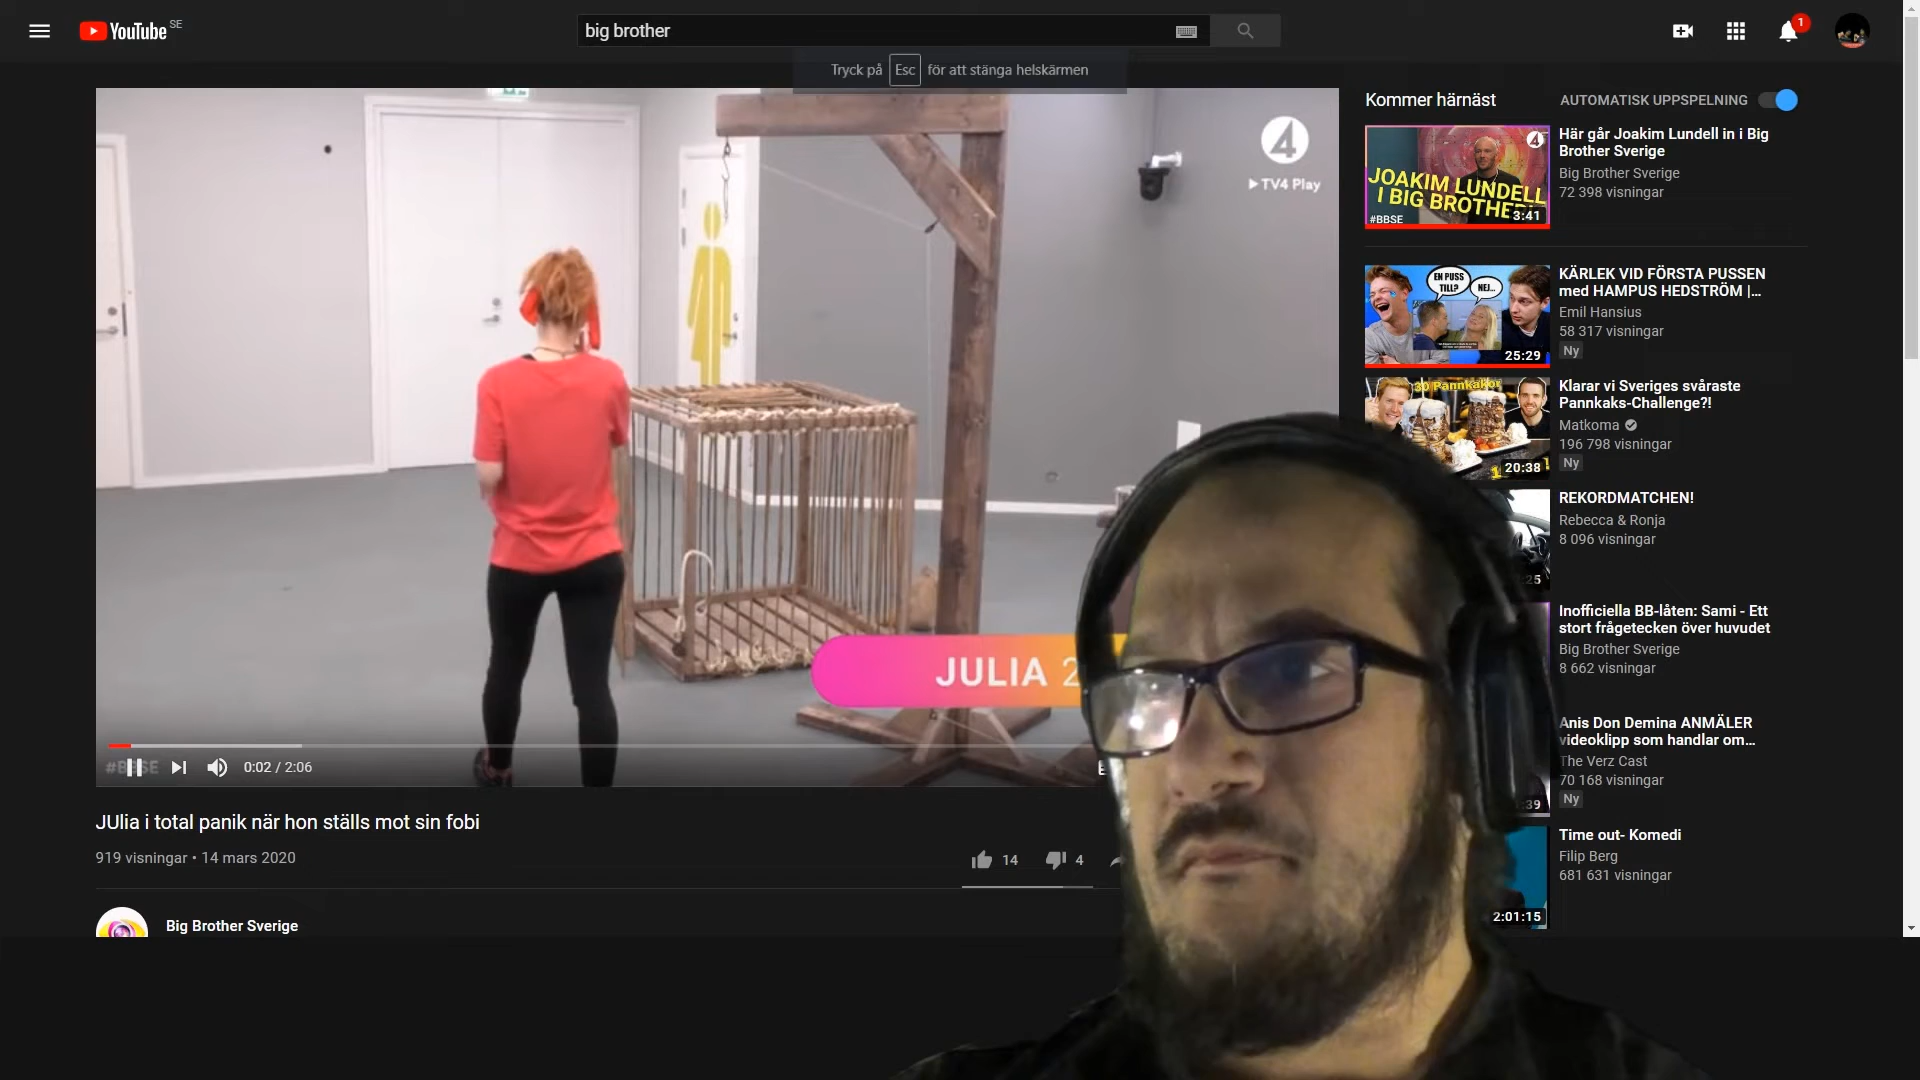 YouTube SE
big brother
1
Tryck på Esc för att stänga helskärmen
4
TV4 Play
JULIA 2
#BBSE
0:02 / 2:06
JUlia i total panik när hon ställs mot sin fobi
919 visningar • 14 mars 2020
14
4
Big Brother Sverige
Kommer härnäst
AUTOMATISK UPPSPELNING
4
JOAKIM LUNDELL
I BIG BROTHER
#BBSE
3:41
Här går Joakim Lundell in i Big
Brother Sverige
Big Brother Sverige
72 398 visningar
EN PUSS
TILL?
NEJ...
25:29
KÄRLEK VID FÖRSTA PUSSEN
med HAMPUS HEDSTRÖM |...
Emil Hansius
58 317 visningar
Ny
30 Pannkakor
20:38
Klarar vi Sveriges svåraste
Pannkaks-Challenge?!
Matkoma
196 798 visningar
Ny
25
REKORDMATCHEN!
Rebecca & Ronja
8 096 visningar
Inofficiella BB-låten: Sami - Ett
stort frågetecken över huvudet
Big Brother Sverige
8 662 visningar
:39
Anis Don Demina ANMÄLER
videoklipp som handlar om...
The Verz Cast
70 168 visningar
Ny
2:01:15
Time out- Komedi
Filip Berg
681 631 visningar